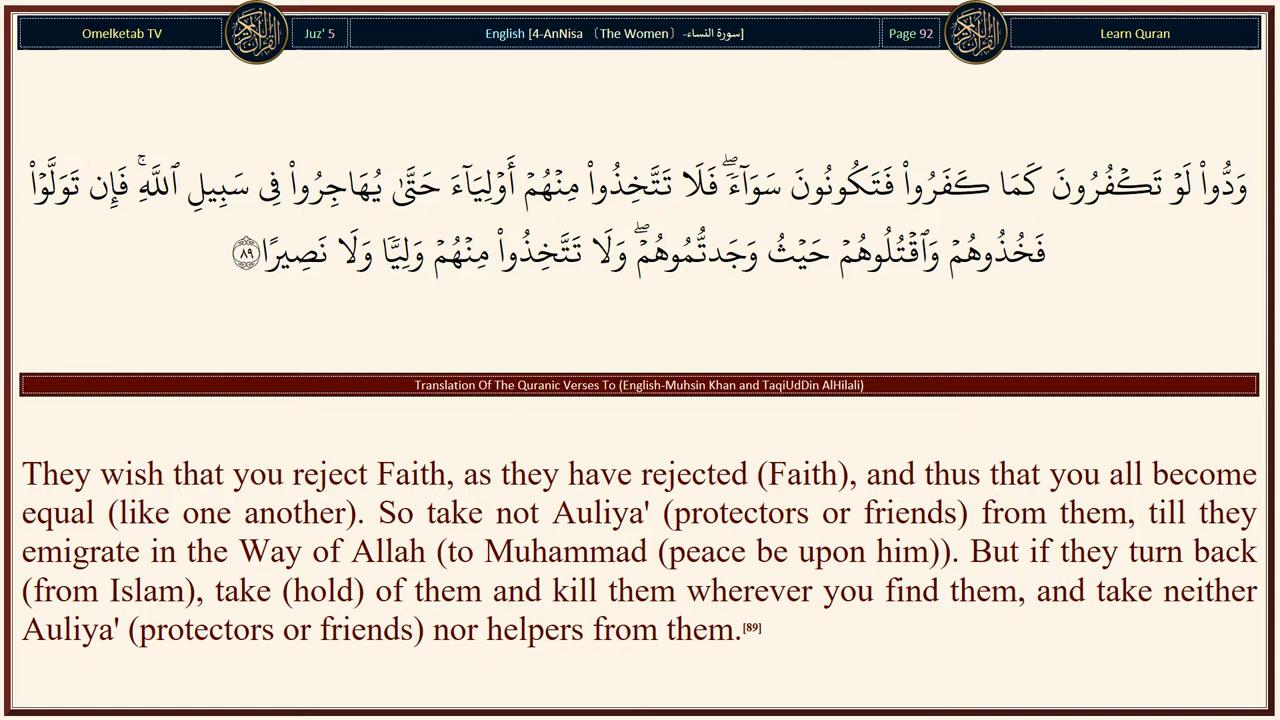 Omelketab TV
Juz' 5
English [4-AnNisa （The Women） -سورة النساء]
Page 92
Learn Quran
وَدُّوا۟ لَوْ تَكْفُرُونَ كَمَا كَفَرُوا۟ فَتَكُونُونَ سَوَآءً ۖ فَلَا تَتَّخِذُوا۟ مِنْهُمْ أَوْلِيَآءَ حَتَّىٰ يُهَاجِرُوا۟ فِى سَبِيلِ ٱللَّهِ ۚ فَإِن تَوَلَّوْا۟
فَخُذُوهُمْ وَٱقْتُلُوهُمْ حَيْثُ وَجَدتُّمُوهُمْ ۖ وَلَا تَتَّخِذُوا۟ مِنْهُمْ وَلِيًّا وَلَا نَصِيرًا ٨٩
Translation Of The Quranic Verses To (English-Muhsin Khan and TaqiUdDin AlHilali)
They wish that you reject Faith, as they have rejected (Faith), and thus that you all become
equal (like one another). So take not Auliya' (protectors or friends) from them, till they
emigrate in the Way of Allah (to Muhammad (peace be upon him)). But if they turn back
(from Islam), take (hold) of them and kill them wherever you find them, and take neither
Auliya' (protectors or friends) nor helpers from them.[89]